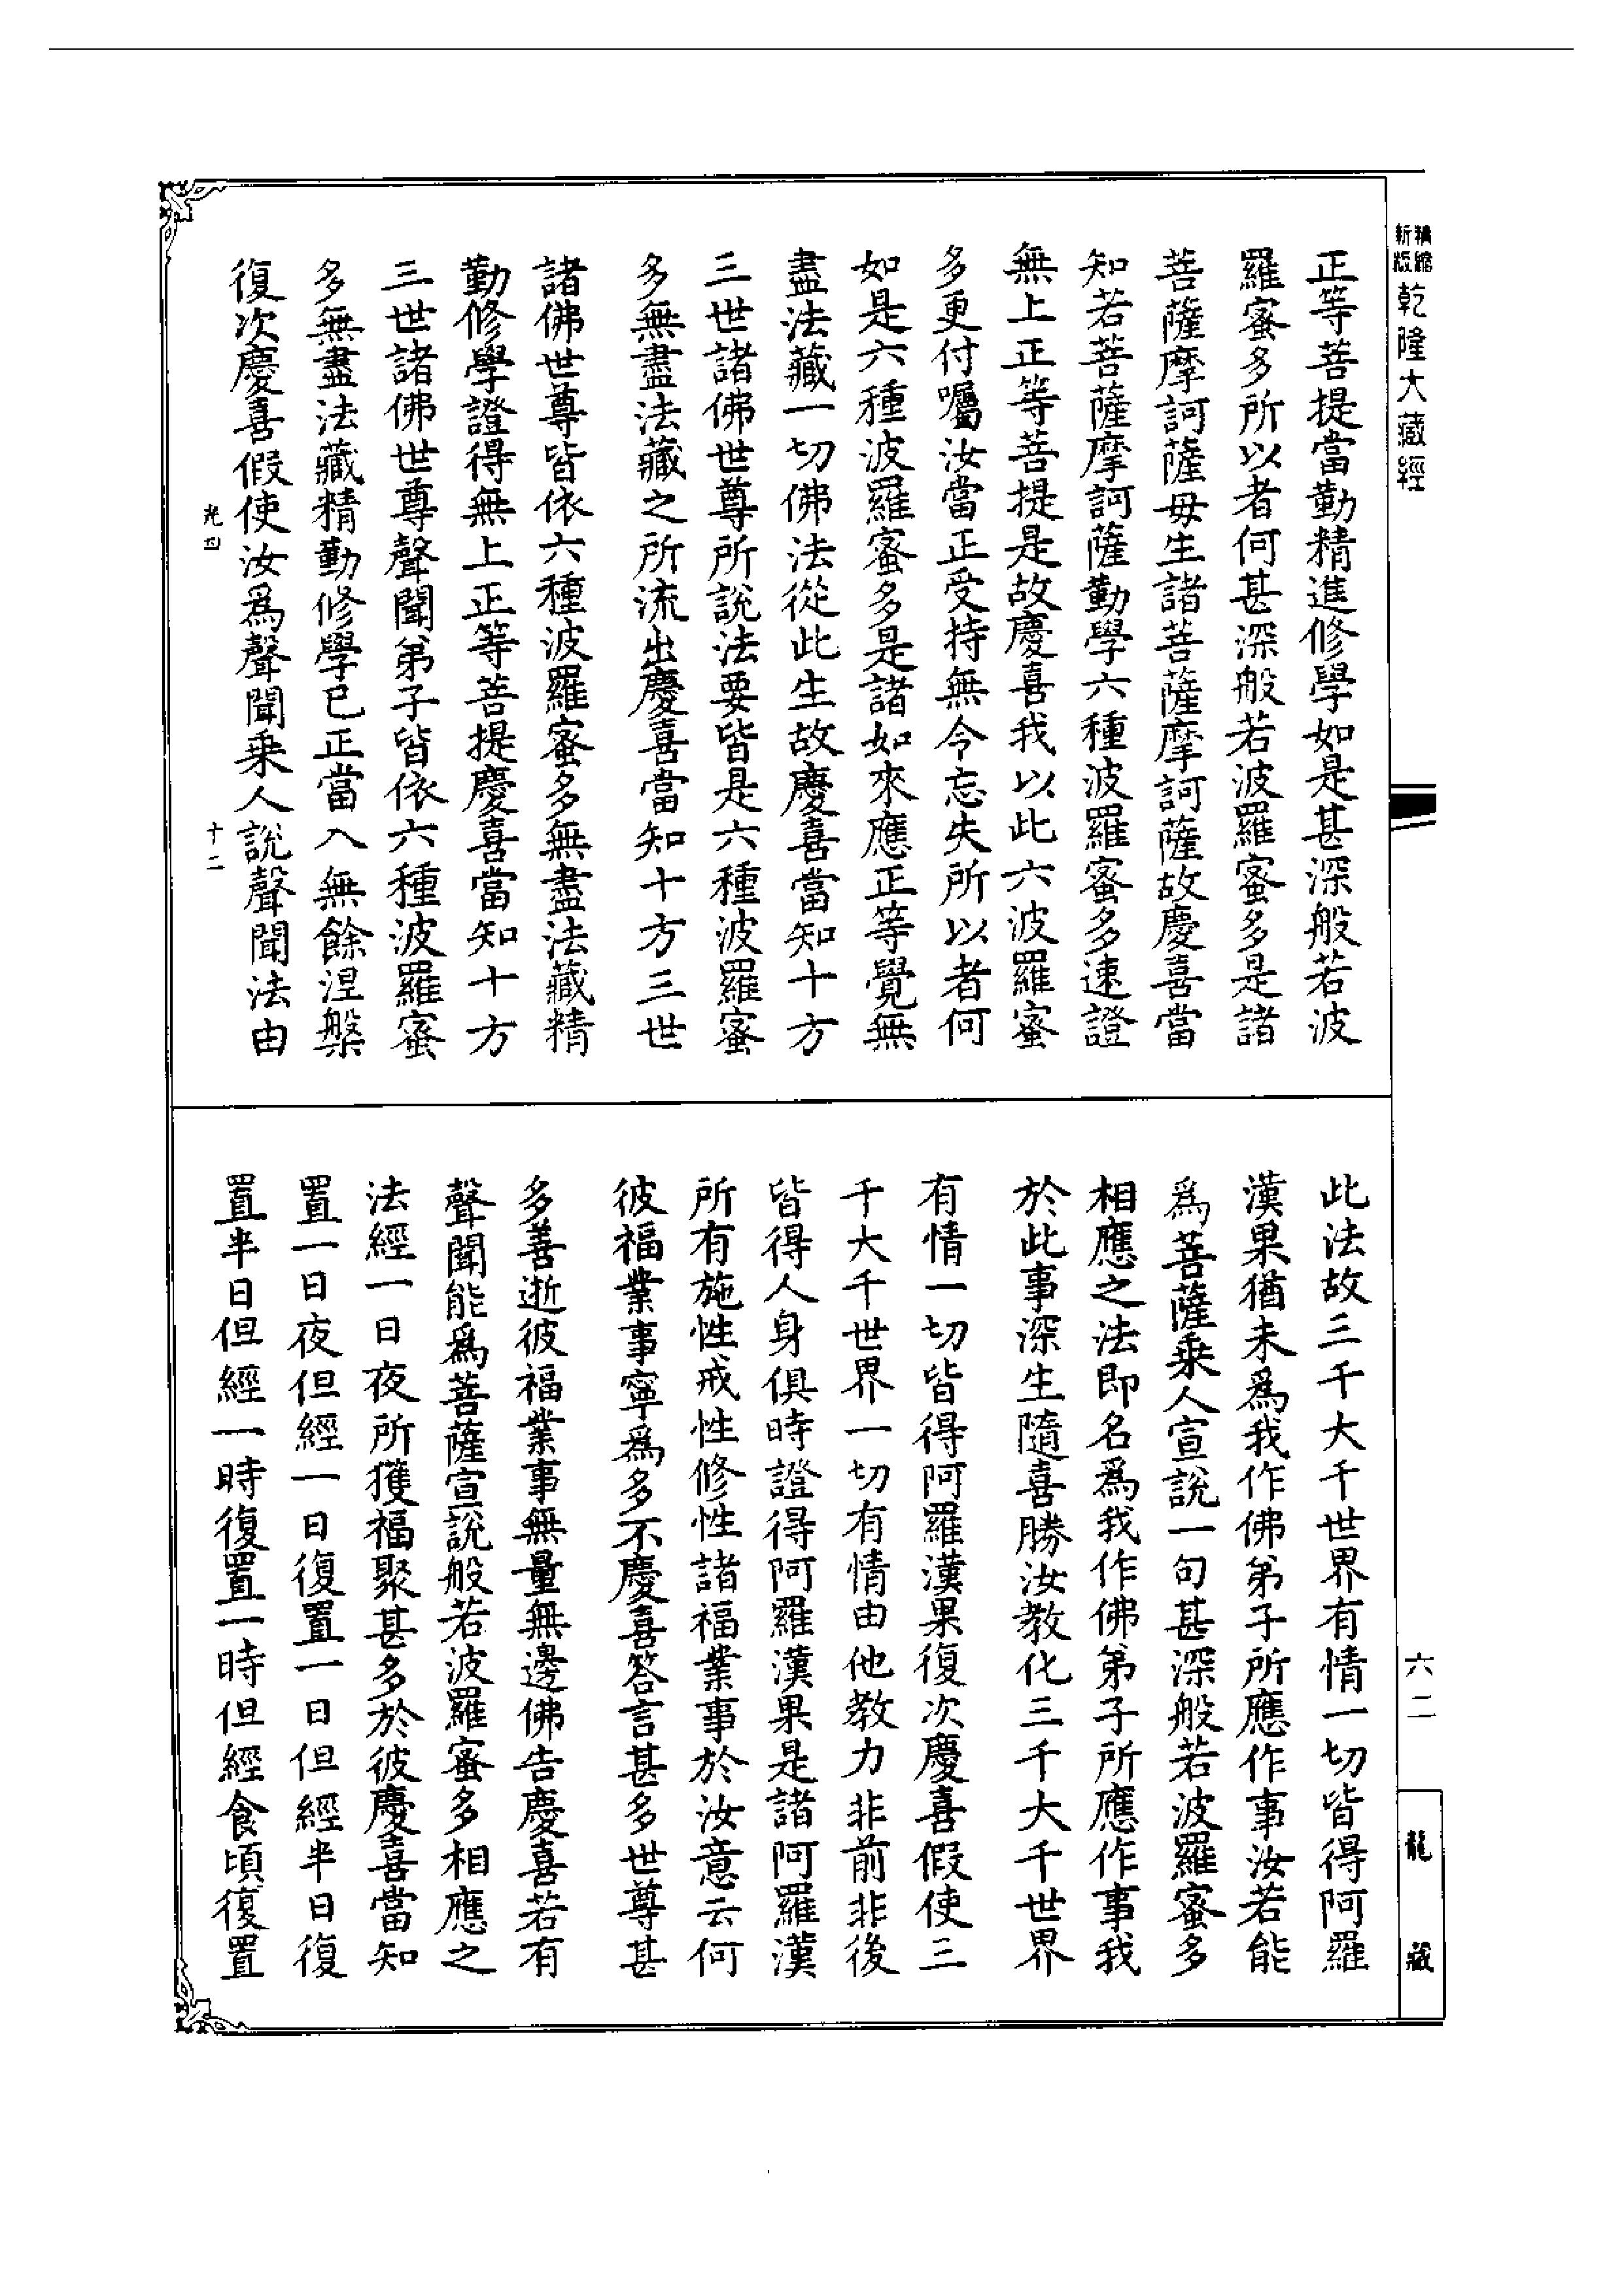 精縮新版乾隆大藏經
正等菩提當勤精進修學如是甚深般若波
羅蜜多所以者何甚深般若波羅蜜多是諸
菩薩摩訶薩毋生諸菩薩摩訶薩故慶喜當
知若菩薩摩訶薩勤學六種波羅蜜多速證
無上正等菩提是故慶喜我以此六波羅蜜
多更付囑汝當正受持無令忘失所以者何
如是六種波羅蜜多是諸如來應正等覺無
盡法藏一切佛法從此生故慶喜當知十方
三世諸佛世尊所說法要皆是六種波羅蜜
多無盡法藏之所流出慶喜當知十方三世
諸佛世尊皆依六種波羅蜜多無盡法藏精
勤修學證得無上正等菩提慶喜當知十方
三世諸佛世尊聲聞弟子皆依六種波羅蜜
多無盡法藏精勤修學已正當入無餘涅槃
復次慶喜假使汝爲聲聞乗人說聲聞法由
光四 十二
此法故三千大千世界有情一切皆得阿羅
漢果猶未爲我作佛弟子所應作事汝若能
爲菩薩乗人宣說一句甚深般若波羅蜜多
相應之法即名爲我作佛弟子所應作事我
於此事深生隨喜勝汝教化三千大千世界
有情一切皆得阿羅漢果復次慶喜假使三
千大千世界一切有情由他教力非前非後
皆得人身俱時證得阿羅漢果是諸阿羅漢
所有施性戒性修性諸福業事於汝意云何
彼福業事寧爲多不慶喜答言甚多世尊甚
多善逝彼福業事無量無邊佛告慶喜若有
聲聞能爲菩薩宣說般若波羅蜜多相應之
法經一日夜所獲福聚甚多於彼慶喜當知
置一日夜但經一日復置一日但經半日復
置半日但經一時復置一時但經食頃復置
六二
龍藏